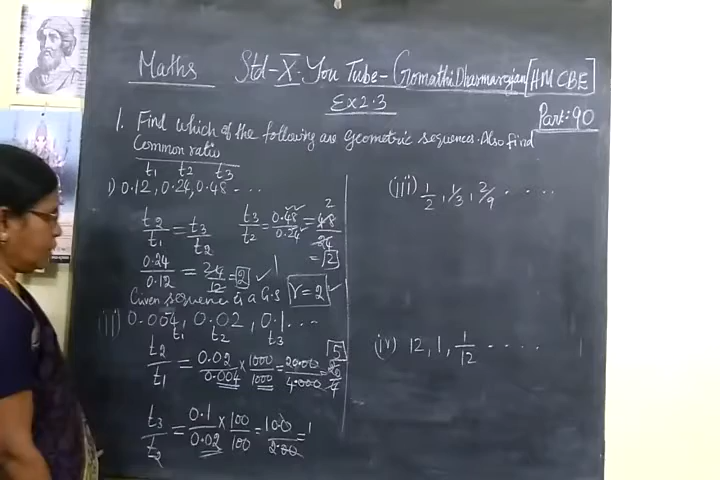 Maths Std-X. You Tube-Gomathi Dharmarajan [HM CBE]
Ex 2.3
Part: 90
1. Find which of the following are Geometric sequences. Also find
Common ratio
t₁ t₂ t₃
i) 0.12, 0.24, 0.48 ...
t₂/t₁ = t₃/t₂
t₃/t₂ = 0.48/0.24 = 48/24 2
= 2
0.24/0.12 = 24/12 = 2 ✓
Given sequence is a G.S r = 2 ✓
ii) 0.004, 0.02, 0.1 ...
t₁ t₂ t₃
t₂/t₁ = 0.02/0.004 × 1000/1000 = 20.00/4.000 = 20/4 5
t₃/t₂ = 0.1/0.02 × 100/100 = 10.0/2.00 = 1
(iii) 1/2, 1/3, 2/9 . . . .
(iv) 12, 1, 1/12 . . . . .